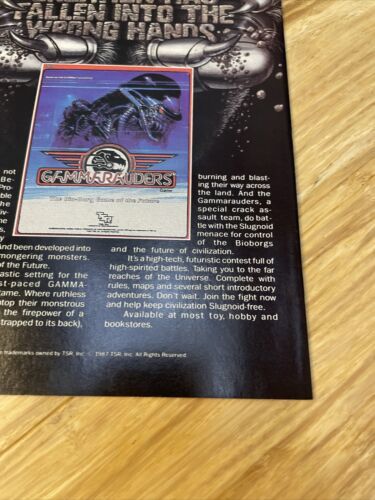 FALLEN INTO THE
WRONG HANDS.
GAMMARAUDERS
The Bio-Borg Game of the Future
TSR
not
Be-
Pro-
ble
he
iv-
me
s,
y
And been developed into
mongering monsters.
of the Future.
astic setting for the
st-paced GAMMA-
ame. Where ruthless
top their monstrous
the firepower of a
trapped to its back),
burning and blast-
ing their way across
the land. And the
Gammarauders, a
special crack as-
sault team, do bat-
tle with the Slugnoid
menace for control
of the Bioborgs
and the future of civilization.
It's a high-tech, futuristic contest full of
high-spirited battles. Taking you to the far
reaches of the Universe. Complete with
rules, maps and several short introductory
adventures. Don't wait. Join the fight now
and help keep civilization Slugnoid-free.
Available at most toy, hobby and
bookstores.
trademarks owned by TSR, Inc. © 1987 TSR, Inc. All Rights Reserved.